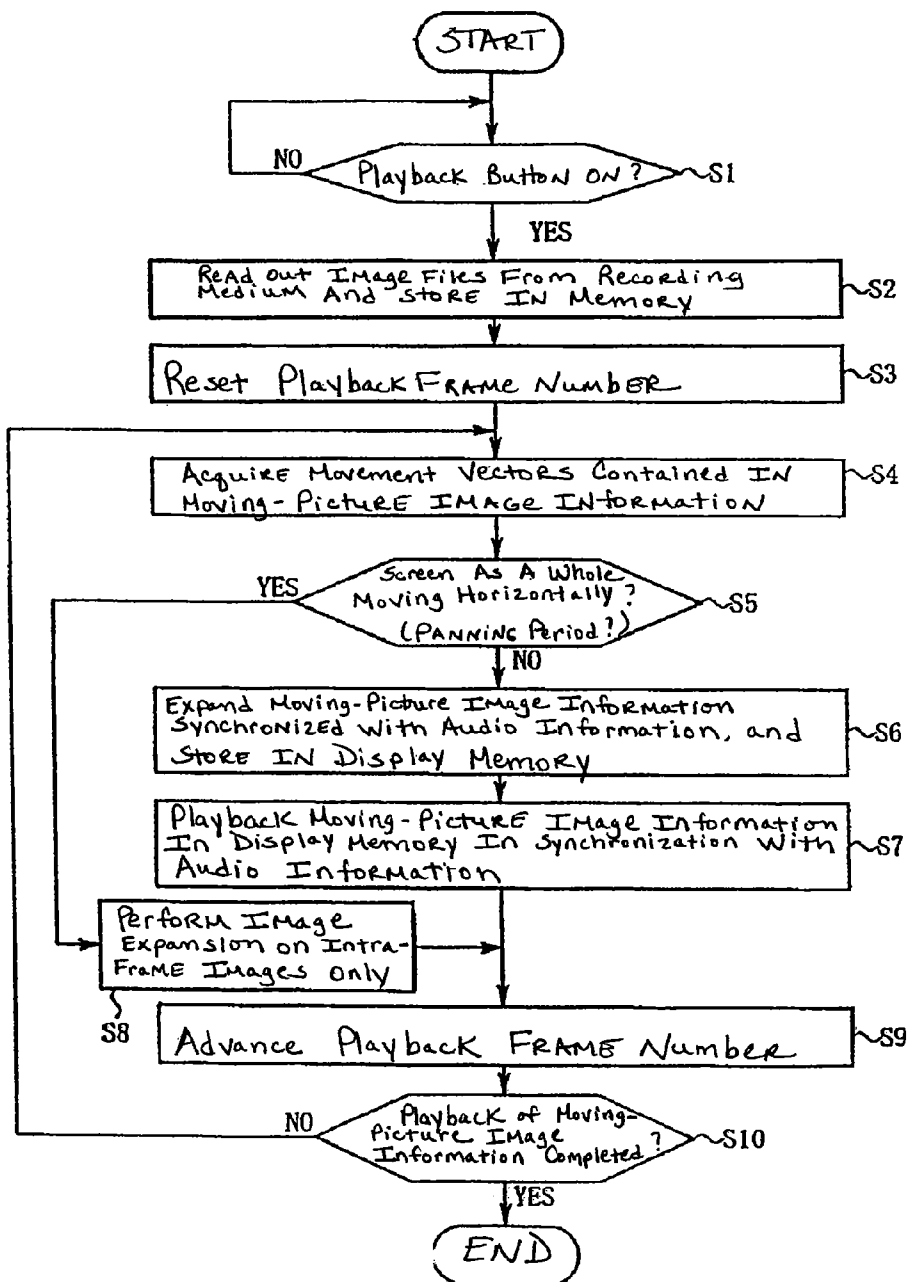 START
NO
Playback Button ON?
S1
YES
Read Out Image Files From Recording
Medium And Store In Memory
S2
Reset Playback Frame Number
S3
Acquire Movement Vectors Contained In
Moving-Picture Image Information
S4
YES
Screen As A Whole
Moving Horizontally?
(Panning Period?)
S5
NO
Expand Moving-Picture Image Information
Synchronized With Audio Information, and
Store In Display Memory
S6
Playback Moving-Picture Image Information
In Display Memory In Synchronization With
Audio Information
S7
Perform Image
Expansion on Intra-
Frame Images Only
S8
Advance Playback Frame Number
S9
NO
Playback of Moving-
Picture Image
Information Completed?
S10
YES
END